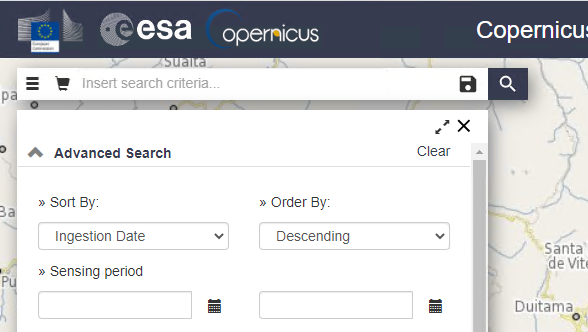 European
Commission
esa
opernicus
Copernicus
Suaita
Insert search criteria...
pa
Advanced Search
Clear
» Sort By:
» Order By:
Ba
Ingestion Date
Descending
Santa
de Vite
» Sensing period
Pu
Duitama